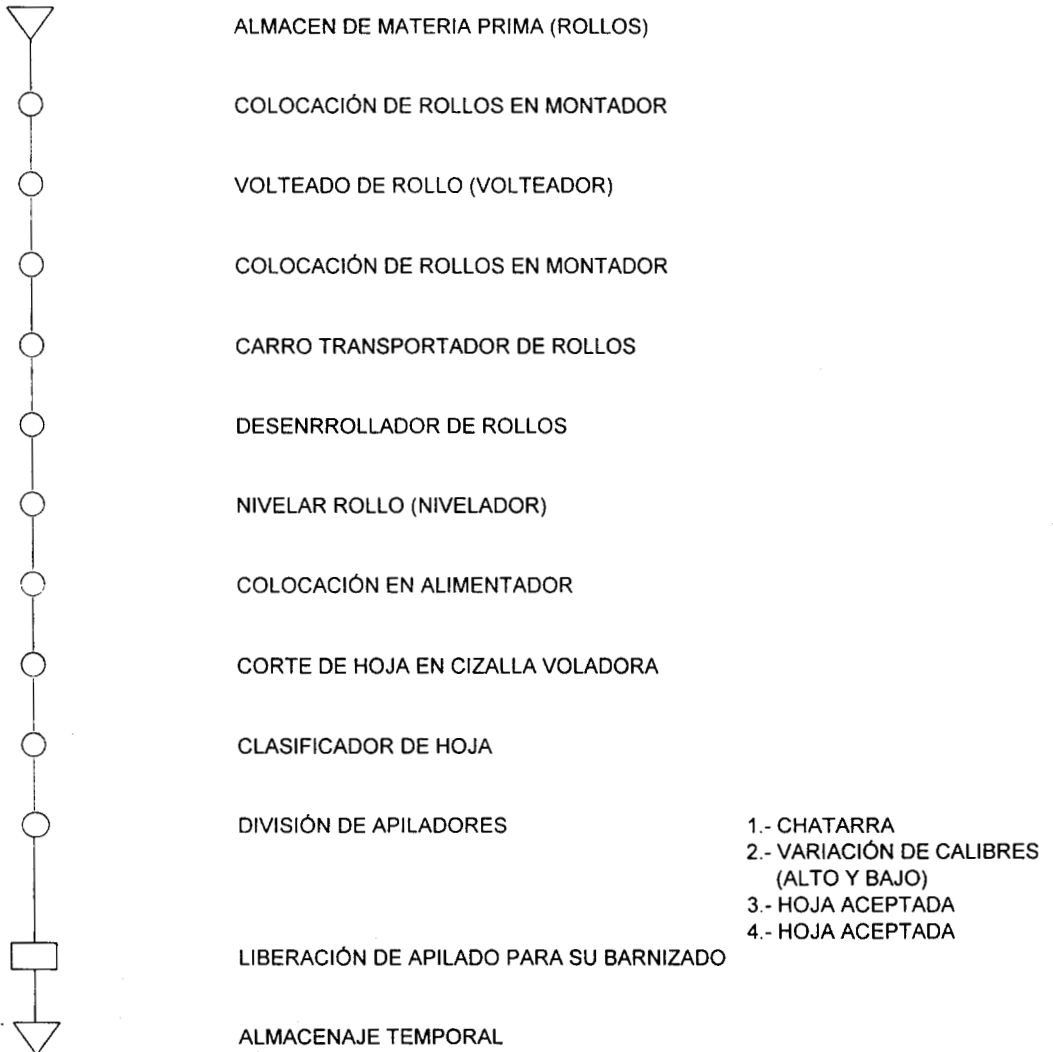 ALMACEN DE MATERIA PRIMA (ROLLOS)
COLOCACIÓN DE ROLLOS EN MONTADOR
VOLTEADO DE ROLLO (VOLTEADOR)
COLOCACIÓN DE ROLLOS EN MONTADOR
CARRO TRANSPORTADOR DE ROLLOS
DESENRROLLADOR DE ROLLOS
NIVELAR ROLLO (NIVELADOR)
COLOCACIÓN EN ALIMENTADOR
CORTE DE HOJA EN CIZALLA VOLADORA
CLASIFICADOR DE HOJA
DIVISIÓN DE APILADORES
1.- CHATARRA
2.- VARIACIÓN DE CALIBRES
(ALTO Y BAJO)
3.- HOJA ACEPTADA
4.- HOJA ACEPTADA
LIBERACIÓN DE APILADO PARA SU BARNIZADO
ALMACENAJE TEMPORAL